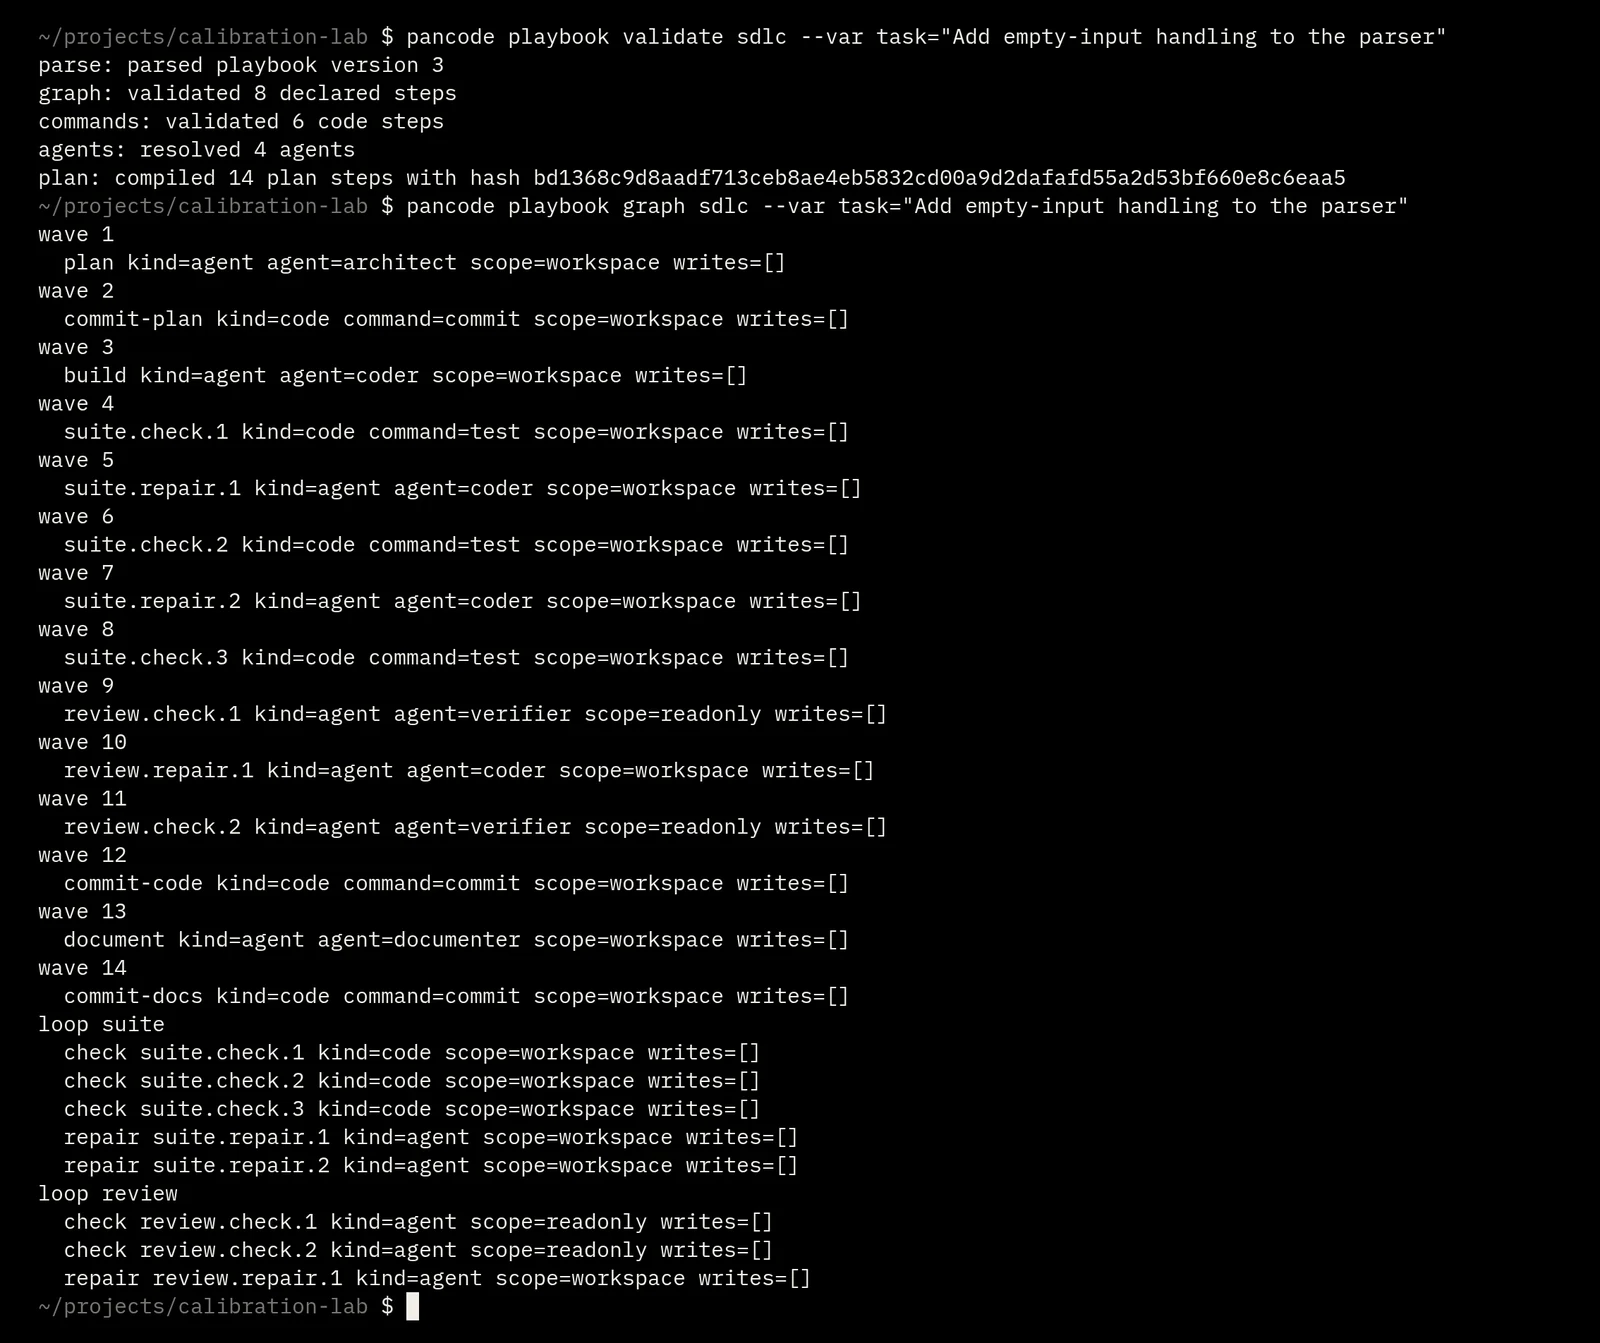 ~/projects/calibration-lab $ pancode playbook validate sdlc --var task="Add empty-input handling to the parser"
parse: parsed playbook version 3
graph: validated 8 declared steps
commands: validated 6 code steps
agents: resolved 4 agents
plan: compiled 14 plan steps with hash bd1368c9d8aadf713ceb8ae4eb5832cd00a9d2dafafd55a2d53bf660e8c6eaa5
~/projects/calibration-lab $ pancode playbook graph sdlc --var task="Add empty-input handling to the parser"
wave 1
  plan kind=agent agent=architect scope=workspace writes=[]
wave 2
  commit-plan kind=code command=commit scope=workspace writes=[]
wave 3
  build kind=agent agent=coder scope=workspace writes=[]
wave 4
  suite.check.1 kind=code command=test scope=workspace writes=[]
wave 5
  suite.repair.1 kind=agent agent=coder scope=workspace writes=[]
wave 6
  suite.check.2 kind=code command=test scope=workspace writes=[]
wave 7
  suite.repair.2 kind=agent agent=coder scope=workspace writes=[]
wave 8
  suite.check.3 kind=code command=test scope=workspace writes=[]
wave 9
  review.check.1 kind=agent agent=verifier scope=readonly writes=[]
wave 10
  review.repair.1 kind=agent agent=coder scope=workspace writes=[]
wave 11
  review.check.2 kind=agent agent=verifier scope=readonly writes=[]
wave 12
  commit-code kind=code command=commit scope=workspace writes=[]
wave 13
  document kind=agent agent=documenter scope=workspace writes=[]
wave 14
  commit-docs kind=code command=commit scope=workspace writes=[]
loop suite
  check suite.check.1 kind=code scope=workspace writes=[]
  check suite.check.2 kind=code scope=workspace writes=[]
  check suite.check.3 kind=code scope=workspace writes=[]
  repair suite.repair.1 kind=agent scope=workspace writes=[]
  repair suite.repair.2 kind=agent scope=workspace writes=[]
loop review
  check review.check.1 kind=agent scope=readonly writes=[]
  check review.check.2 kind=agent scope=readonly writes=[]
  repair review.repair.1 kind=agent scope=workspace writes=[]
~/projects/calibration-lab $